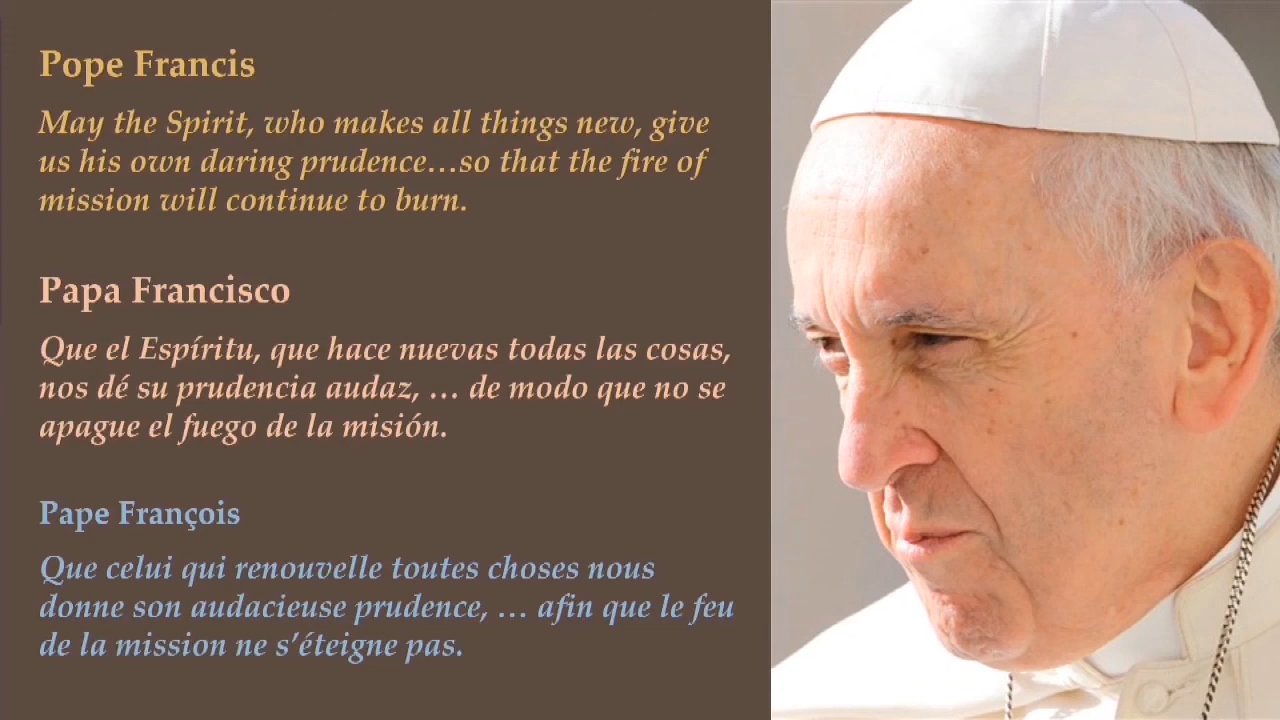 Pope Francis
May the Spirit, who makes all things new, give
us his own daring prudence…so that the fire of
mission will continue to burn.
Papa Francisco
Que el Espíritu, que hace nuevas todas las cosas,
nos dé su prudencia audaz, … de modo que no se
apague el fuego de la misión.
Pape François
Que celui qui renouvelle toutes choses nous
donne son audacieuse prudence, … afin que le feu
de la mission ne s’éteigne pas.